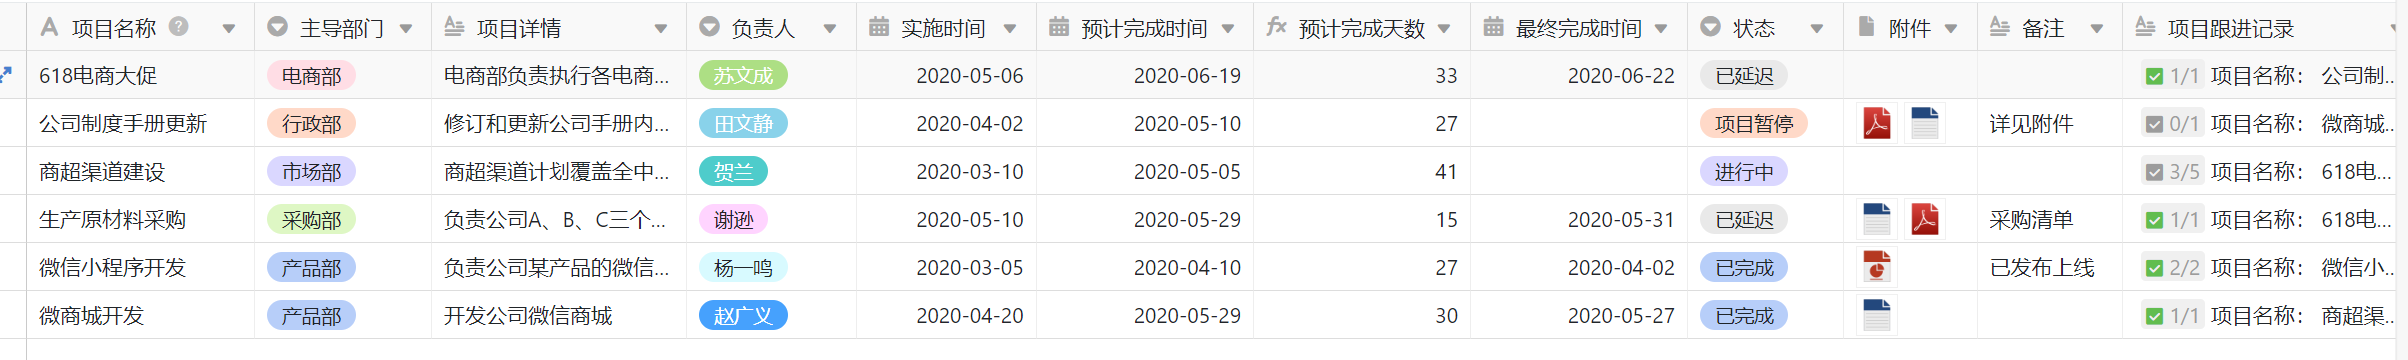 项目名称 主导部门 项目详情 负责人 实施时间 预计完成时间 预计完成天数 最终完成时间 状态 附件 备注 项目跟进记录
618电商大促 电商部 电商部负责执行各电商... 苏文成 2020-05-06 2020-06-19 33 2020-06-22 已延迟 1/1 项目名称： 公司制...
公司制度手册更新 行政部 修订和更新公司手册内... 田文静 2020-04-02 2020-05-10 27 项目暂停 详见附件 0/1 项目名称： 微商城...
商超渠道建设 市场部 商超渠道计划覆盖全中... 贺兰 2020-03-10 2020-05-05 41 进行中 3/5 项目名称： 618电...
生产原材料采购 采购部 负责公司A、B、C三个... 谢逊 2020-05-10 2020-05-29 15 2020-05-31 已延迟 采购清单 1/1 项目名称： 618电...
微信小程序开发 产品部 负责公司某产品的微信... 杨一鸣 2020-03-05 2020-04-10 27 2020-04-02 已完成 已发布上线 2/2 项目名称： 微信小...
微商城开发 产品部 开发公司微信商城 赵广义 2020-04-20 2020-05-29 30 2020-05-27 已完成 1/1 项目名称： 商超渠...